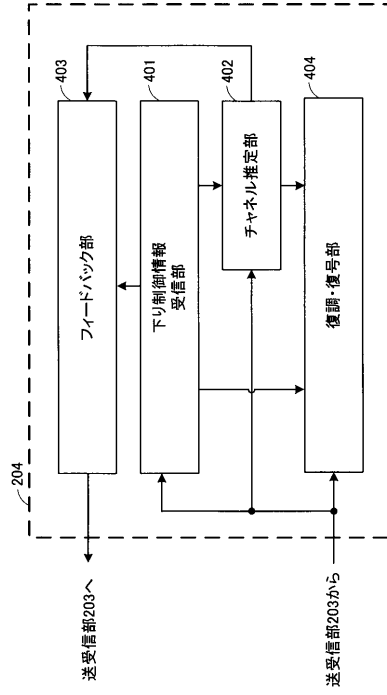 204
403
フィードバック部
送受信部203へ
401
下り制御情報
受信部
402
チャネル推定部
404
復調・復号部
送受信部203から